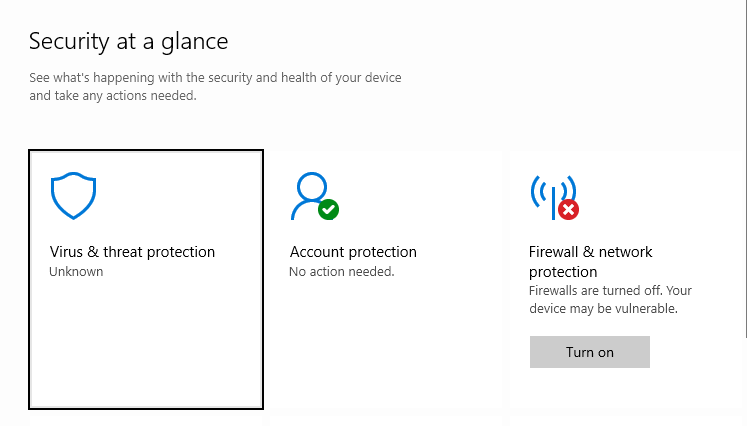 Security at a glance
See what's happening with the security and health of your device
and take any actions needed.
Virus & threat protection
Unknown
Account protection
No action needed.
Firewall & network
protection
Firewalls are turned off. Your
device may be vulnerable.
Turn on